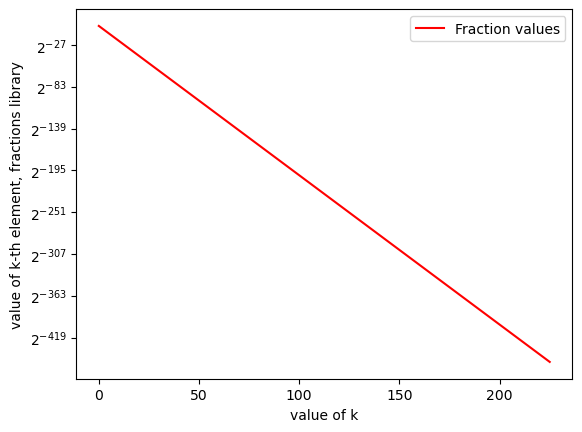 Fraction values
2⁻²⁷
2⁻⁸³
2⁻¹³⁹
2⁻¹⁹⁵
2⁻²⁵¹
2⁻³⁰⁷
2⁻³⁶³
2⁻⁴¹⁹
value of k-th element, fractions library
0 50 100 150 200
value of k